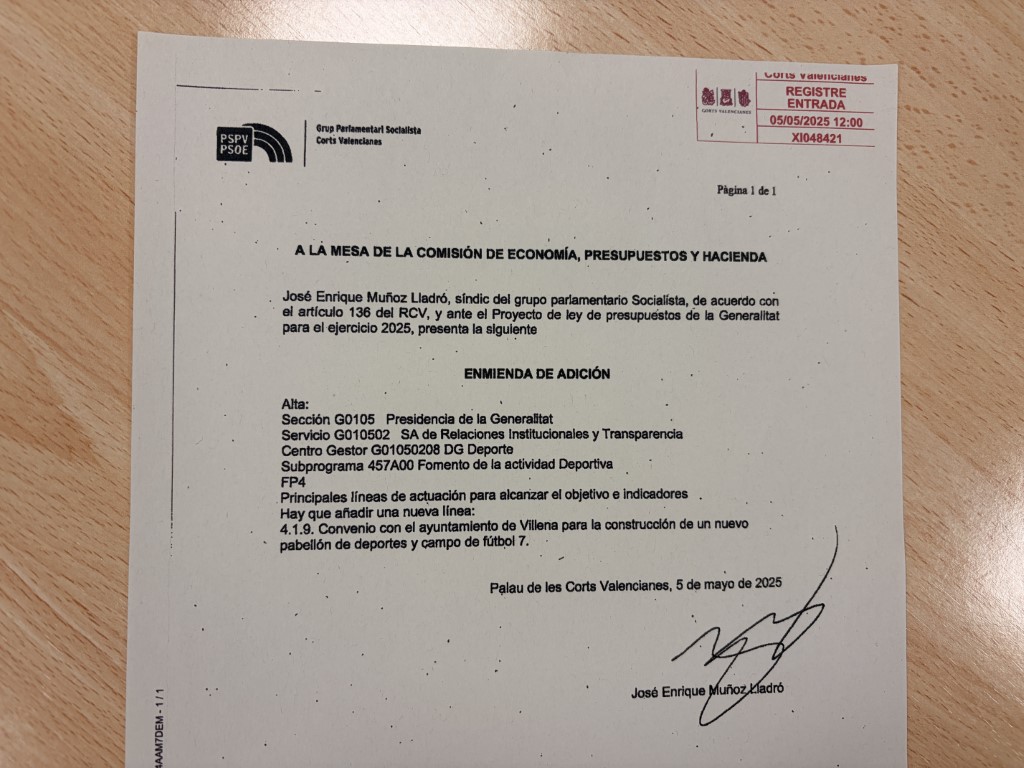 Corts Valencianes
REGISTRE
ENTRADA
05/05/2025 12:00
XI048421
CORTS VALENCIANES
PSPV
PSOE
Grup Parlamentari Socialista
Corts Valencianes
Página 1 de 1
A LA MESA DE LA COMISIÓN DE ECONOMÍA, PRESUPUESTOS Y HACIENDA
José Enrique Muñoz Lladró, síndic del grupo parlamentario Socialista, de acuerdo con
el artículo 136 del RCV, y ante el Proyecto de ley de presupuestos de la Generalitat
para el ejercicio 2025, presenta la siguiente
ENMIENDA DE ADICIÓN
Alta:
Sección G0105 Presidencia de la Generalitat
Servicio G010502 SA de Relaciones Institucionales y Transparencia
Centro Gestor G01050208 DG Deporte
Subprograma 457A00 Fomento de la actividad Deportiva
FP4
Principales líneas de actuación para alcanzar el objetivo e indicadores
Hay que añadir una nueva línea:
4.1.9. Convenio con el ayuntamiento de Villena para la construcción de un nuevo
pabellón de deportes y campo de fútbol 7.
Palau de les Corts Valencianes, 5 de mayo de 2025
José Enrique Muñoz Lladró
AAM7DEM - 1 / 1